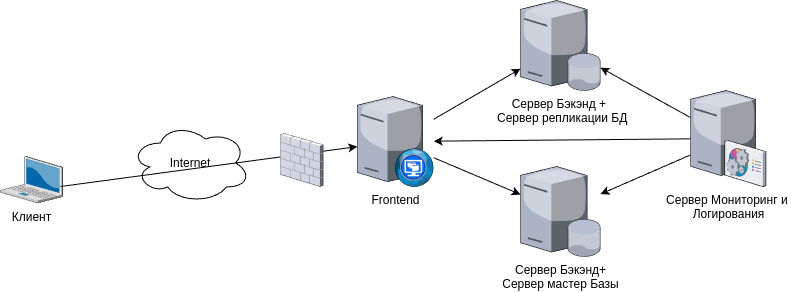 Сервер Бэкэнд +
Сервер репликации БД
Internet
Клиент
Frontend
Сервер Мониторинг и
Логирования
Сервер Бэкэнд+
Сервер мастер Базы